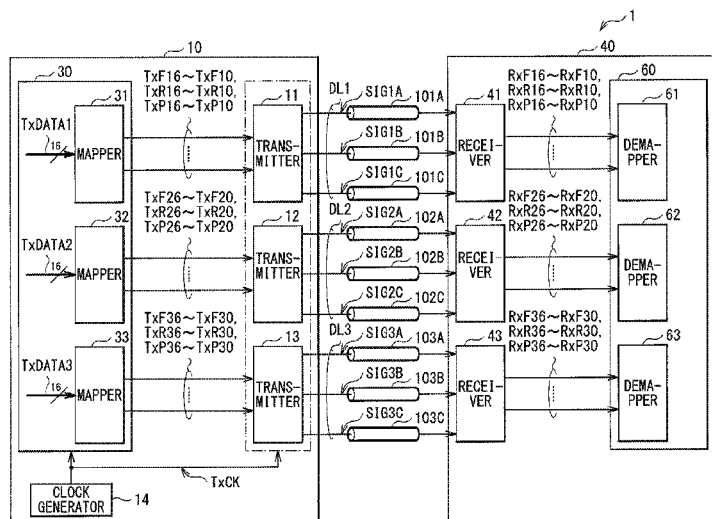 1
10
40
30
TxF16~TxF10,
TxR16~TxR10,
TxP16~TxP10
RxF16~RxF10,
RxR16~RxR10,
RxP16~RxP10
60
31
11
DL1
SIG1A
101A
41
61
TxDATA1
16
MAPPER
TRANS-
MITTER
SIG1B
101B
RECEI-
VER
DEMA-
PPER
SIG1C
101C
TxF26~TxF20,
TxR26~TxR20,
TxP26~TxP20
RxF26~RxF20,
RxR26~RxR20,
RxP26~RxP20
32
12
DL2
SIG2A
102A
42
62
TxDATA2
16
MAPPER
TRANS-
MITTER
SIG2B
102B
RECEI-
VER
DEMA-
PPER
SIG2C
102C
TxF36~TxF30,
TxR36~TxR30,
TxP36~TxP30
RxF36~RxF30,
RxR36~RxR30,
RxP36~RxP30
33
13
DL3
SIG3A
103A
43
63
TxDATA3
16
MAPPER
TRANS-
MITTER
SIG3B
103B
RECEI-
VER
DEMA-
PPER
SIG3C
103C
TxCK
CLOCK
GENERATOR
14